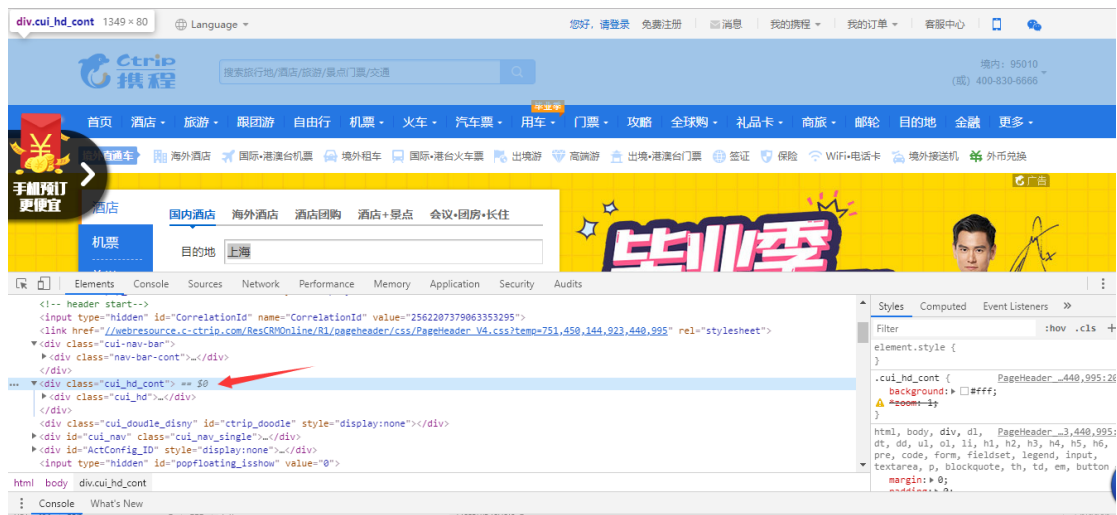 div.cui_hd_cont 1349 × 80
Language
您好，请登录 免费注册 消息 我的携程 我的订单 客服中心
Ctrip
携程
搜索旅行地/酒店/旅游/景点门票/交通
境内：95010
(或) 400-830-6666
毕业季
首页 酒店 旅游 跟团游 自由行 机票 火车 汽车票 用车 门票 攻略 全球购 礼品卡 商旅 邮轮 目的地 金融 更多
直通车 海外酒店 国际•港澳台机票 境外租车 国际•港台火车票 出境游 高端游 出境•港澳台门票 签证 保险 WiFi•电话卡 境外接送机 外币兑换
¥
手机预订
更便宜
广告
酒店
国内酒店 海外酒店 酒店团购 酒店+景点 会议•团房•长住
机票
目的地 上海
毕业季
Elements Console Sources Network Performance Memory Application Security Audits
<!-- header start-->
<input type="hidden" id="CorrelationId" name="CorrelationId" value="2562207379063353295">
<link href="//webresource.c-ctrip.com/ResCRMOnline/R1/pageheader/css/PageHeader_V4.css?temp=751,450,144,923,440,995" rel="stylesheet">
▼<div class="cui-nav-bar">
▶<div class="nav-bar-cont">…</div>
</div>
… ▼<div class="cui_hd_cont"> == $0
▶<div class="cui_hd">…</div>
</div>
<div class="cui_doudle_disny" id="ctrip_doodle" style="display:none"></div>
▶<div id="cui_nav" class="cui_nav_single">…</div>
▶<div id="ActConfig_ID" style="display:none">…</div>
<input type="hidden" id="popfloating_isshow" value="0">
html body div.cui_hd_cont
Console What's New
Styles Computed Event Listeners »
Filter :hov .cls +
element.style {
}
.cui_hd_cont { PageHeader_…440,995:20
background:▶ #fff;
*zoom: 1;
}
html, body, div, dl, PageHeader_…3,440,995:
dt, dd, ul, ol, li, h1, h2, h3, h4, h5, h6,
pre, code, form, fieldset, legend, input,
textarea, p, blockquote, th, td, em, button
margin:▶ 0;